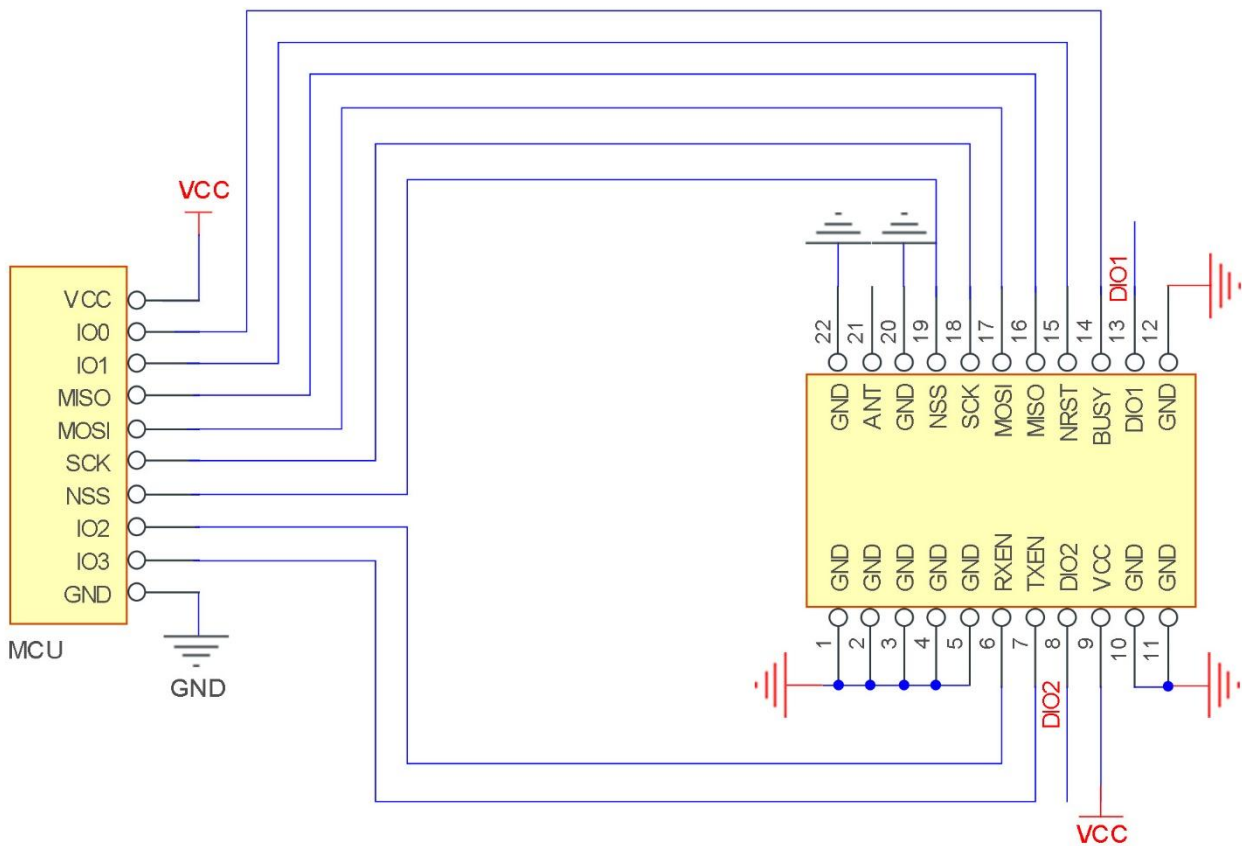 VCC
VCC
IO0
IO1
MISO
MOSI
SCK
NSS
IO2
IO3
GND
MCU
GND
DIO1
22 21 20 19 18 17 16 15 14 13 12
GND ANT GND NSS SCK MOSI MISO NRST BUSY DIO1 GND
GND GND GND GND GND RXEN TXEN DIO2 VCC GND GND
1 2 3 4 5 6 7 8 9 10 11
DIO2
VCC